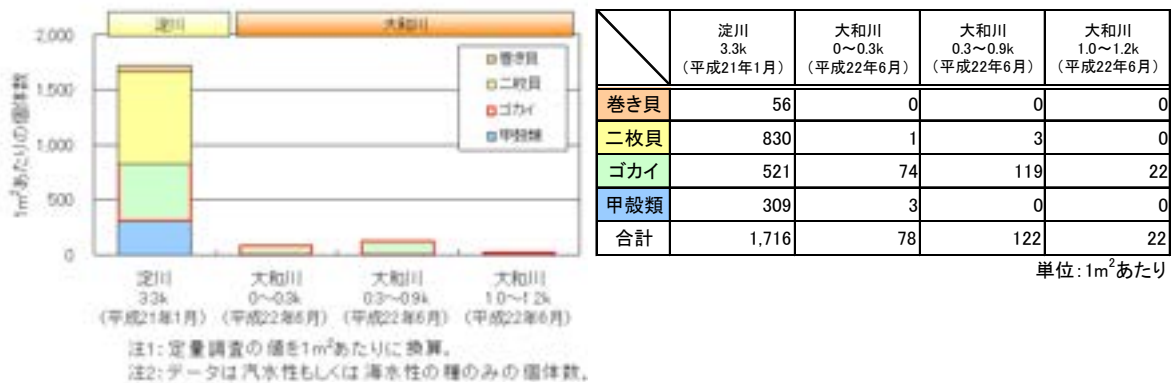 淀川
大和川
2,000
1,500
1,000
500
0
1m²あたりの個体数
巻き貝
二枚貝
ゴカイ
甲殻類
淀川
3.3k
(平成21年1月)
大和川
0~0.3k
(平成22年6月)
大和川
0.3~0.9k
(平成22年6月)
大和川
1.0~1.2k
(平成22年6月)
注1:定量調査の値を1m²あたりに換算。
注2:データは汽水性もしくは海水性の種のみの個体数。
淀川
3.3k
(平成21年1月)
大和川
0~0.3k
(平成22年6月)
大和川
0.3~0.9k
(平成22年6月)
大和川
1.0~1.2k
(平成22年6月)
巻き貝 56 0 0 0
二枚貝 830 1 3 0
ゴカイ 521 74 119 22
甲殻類 309 3 0 0
合計 1,716 78 122 22
単位:1m²あたり